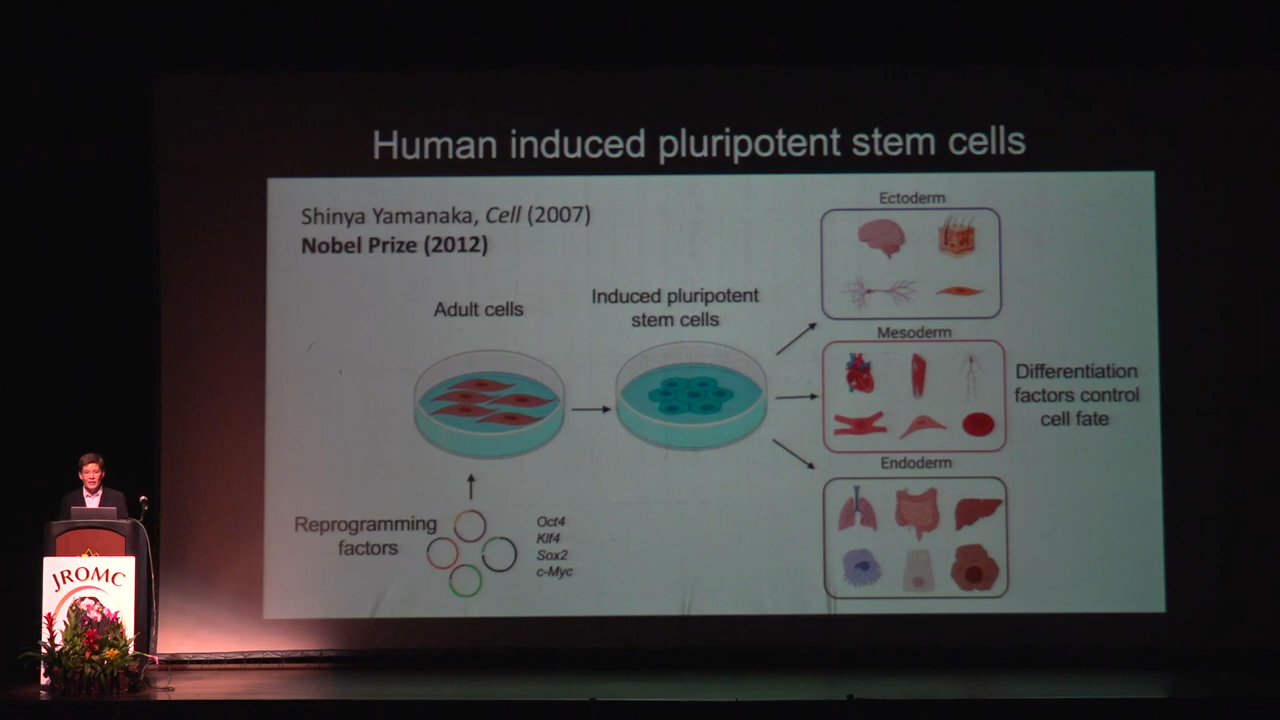 Human induced pluripotent stem cells
Shinya Yamanaka, Cell (2007)
Nobel Prize (2012)
Adult cells
Induced pluripotent
stem cells
Reprogramming
factors
Oct4
Klf4
Sox2
c-Myc
Ectoderm
Mesoderm
Endoderm
Differentiation
factors control
cell fate
JROMC